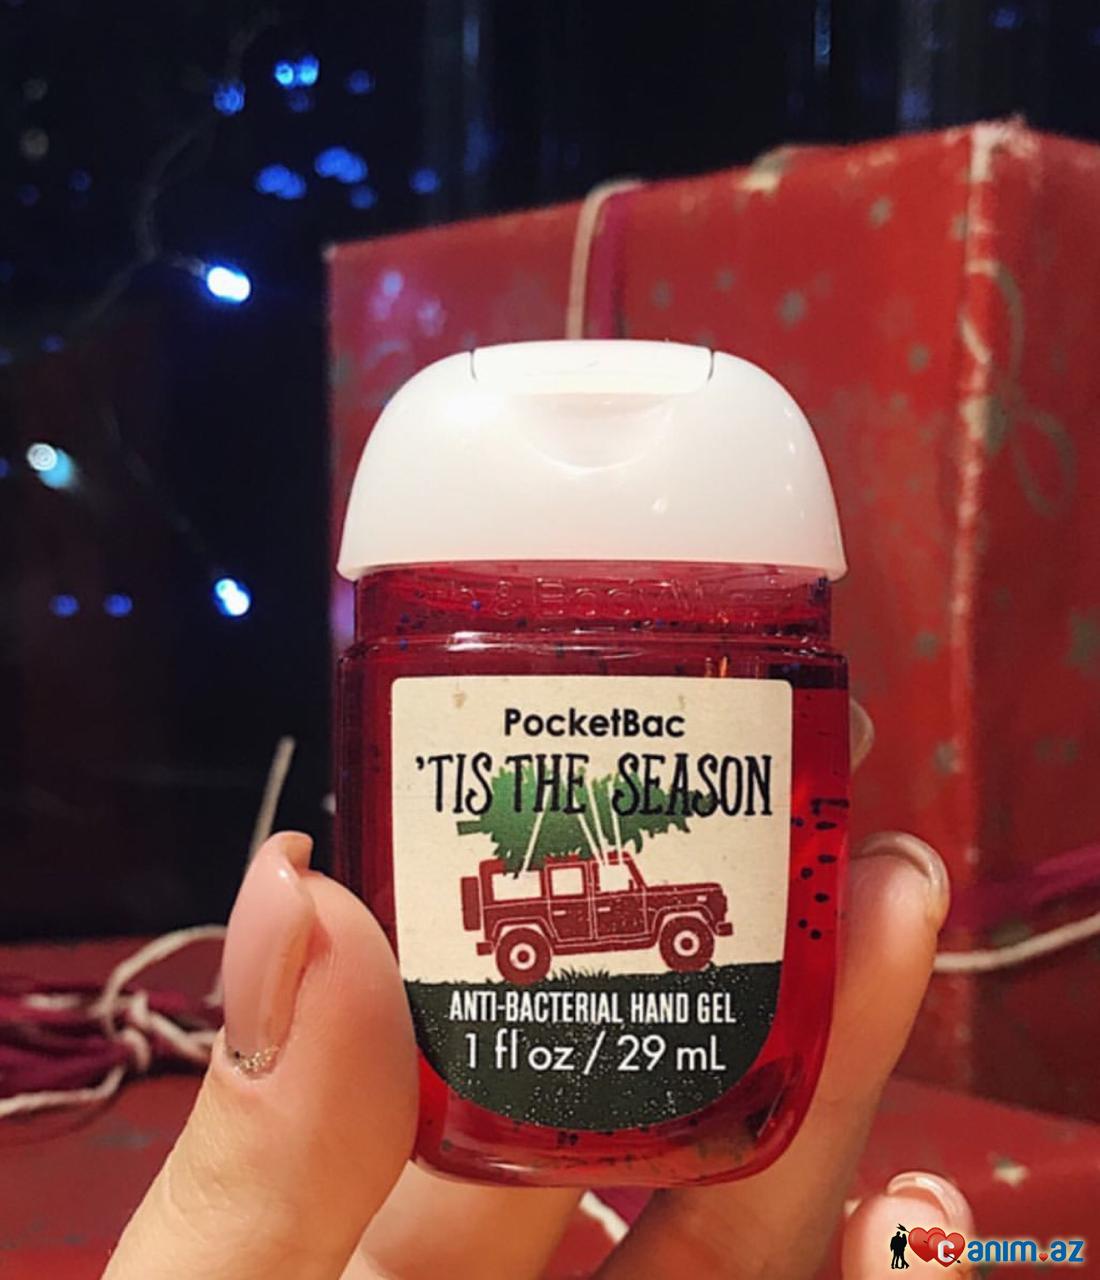 PocketBac
'TIS THE SEASON
ANTI-BACTERIAL HAND GEL
1 fl oz / 29 mL
canim.az